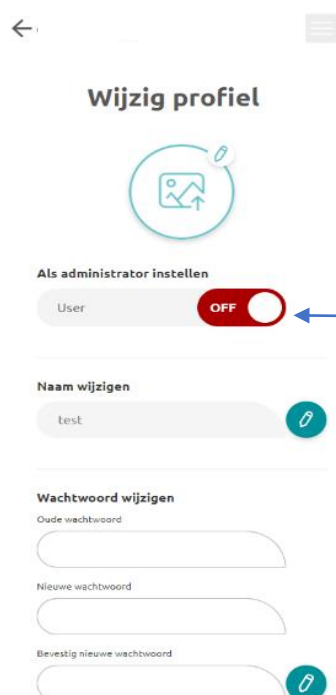 Wijzig profiel
Als administrator instellen
User OFF
Naam wijzigen
test
Wachtwoord wijzigen
Oude wachtwoord
Nieuwe wachtwoord
Bevestig nieuwe wachtwoord